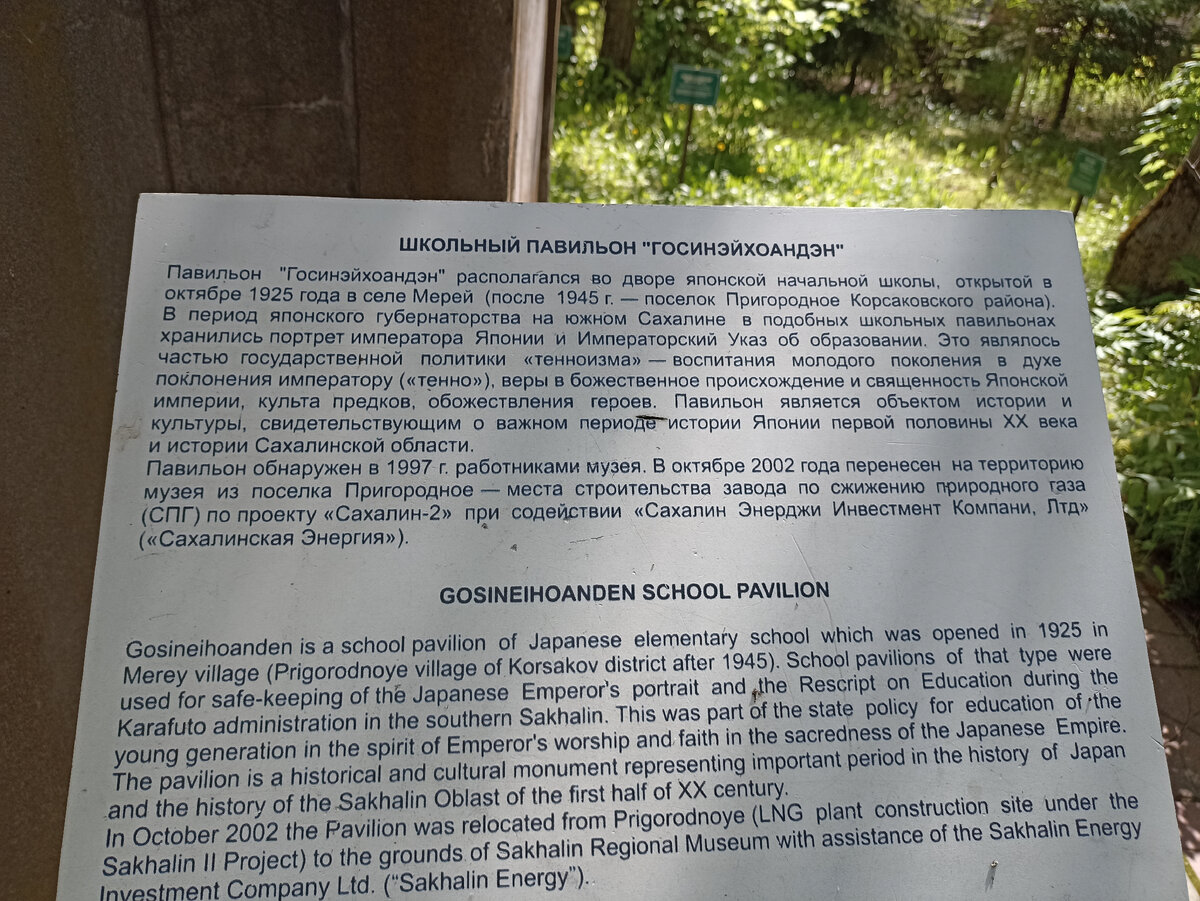 ШКОЛЬНЫЙ ПАВИЛЬОН "ГОСИНЭЙХОАНДЭН"
Павильон "Госинэйхоандэн" располагался во дворе японской начальной школы, открытой в
октябре 1925 года в селе Мерей (после 1945 г. — поселок Пригородное Корсаковского района).
В период японского губернаторства на южном Сахалине в подобных школьных павильонах
хранились портрет императора Японии и Императорский Указ об образовании. Это являлось
частью государственной политики «тенноизма» — воспитания молодого поколения в духе
поклонения императору («тенно»), веры в божественное происхождение и священность Японской
империи, культа предков, обожествления героев. Павильон является объектом истории и
культуры, свидетельствующим о важном периоде истории Японии первой половины XX века
и истории Сахалинской области.
Павильон обнаружен в 1997 г. работниками музея. В октябре 2002 года перенесен на территорию
музея из поселка Пригородное — места строительства завода по сжижению природного газа
(СПГ) по проекту «Сахалин-2» при содействии «Сахалин Энерджи Инвестмент Компани, Лтд»
(«Сахалинская Энергия»).
GOSINEIHOANDEN SCHOOL PAVILION
Gosineihoanden is a school pavilion of Japanese elementary school which was opened in 1925 in
Merey village (Prigorodnoye village of Korsakov district after 1945). School pavilions of that type were
used for safe-keeping of the Japanese Emperor's portrait and the Rescript on Education during the
Karafuto administration in the southern Sakhalin. This was part of the state policy for education of the
young generation in the spirit of Emperor's worship and faith in the sacredness of the Japanese Empire.
The pavilion is a historical and cultural monument representing important period in the history of Japan
and the history of the Sakhalin Oblast of the first half of XX century.
In October 2002 the Pavilion was relocated from Prigorodnoye (LNG plant construction site under the
Sakhalin II Project) to the grounds of Sakhalin Regional Museum with assistance of the Sakhalin Energy
Investment Company Ltd. (“Sakhalin Energy”).